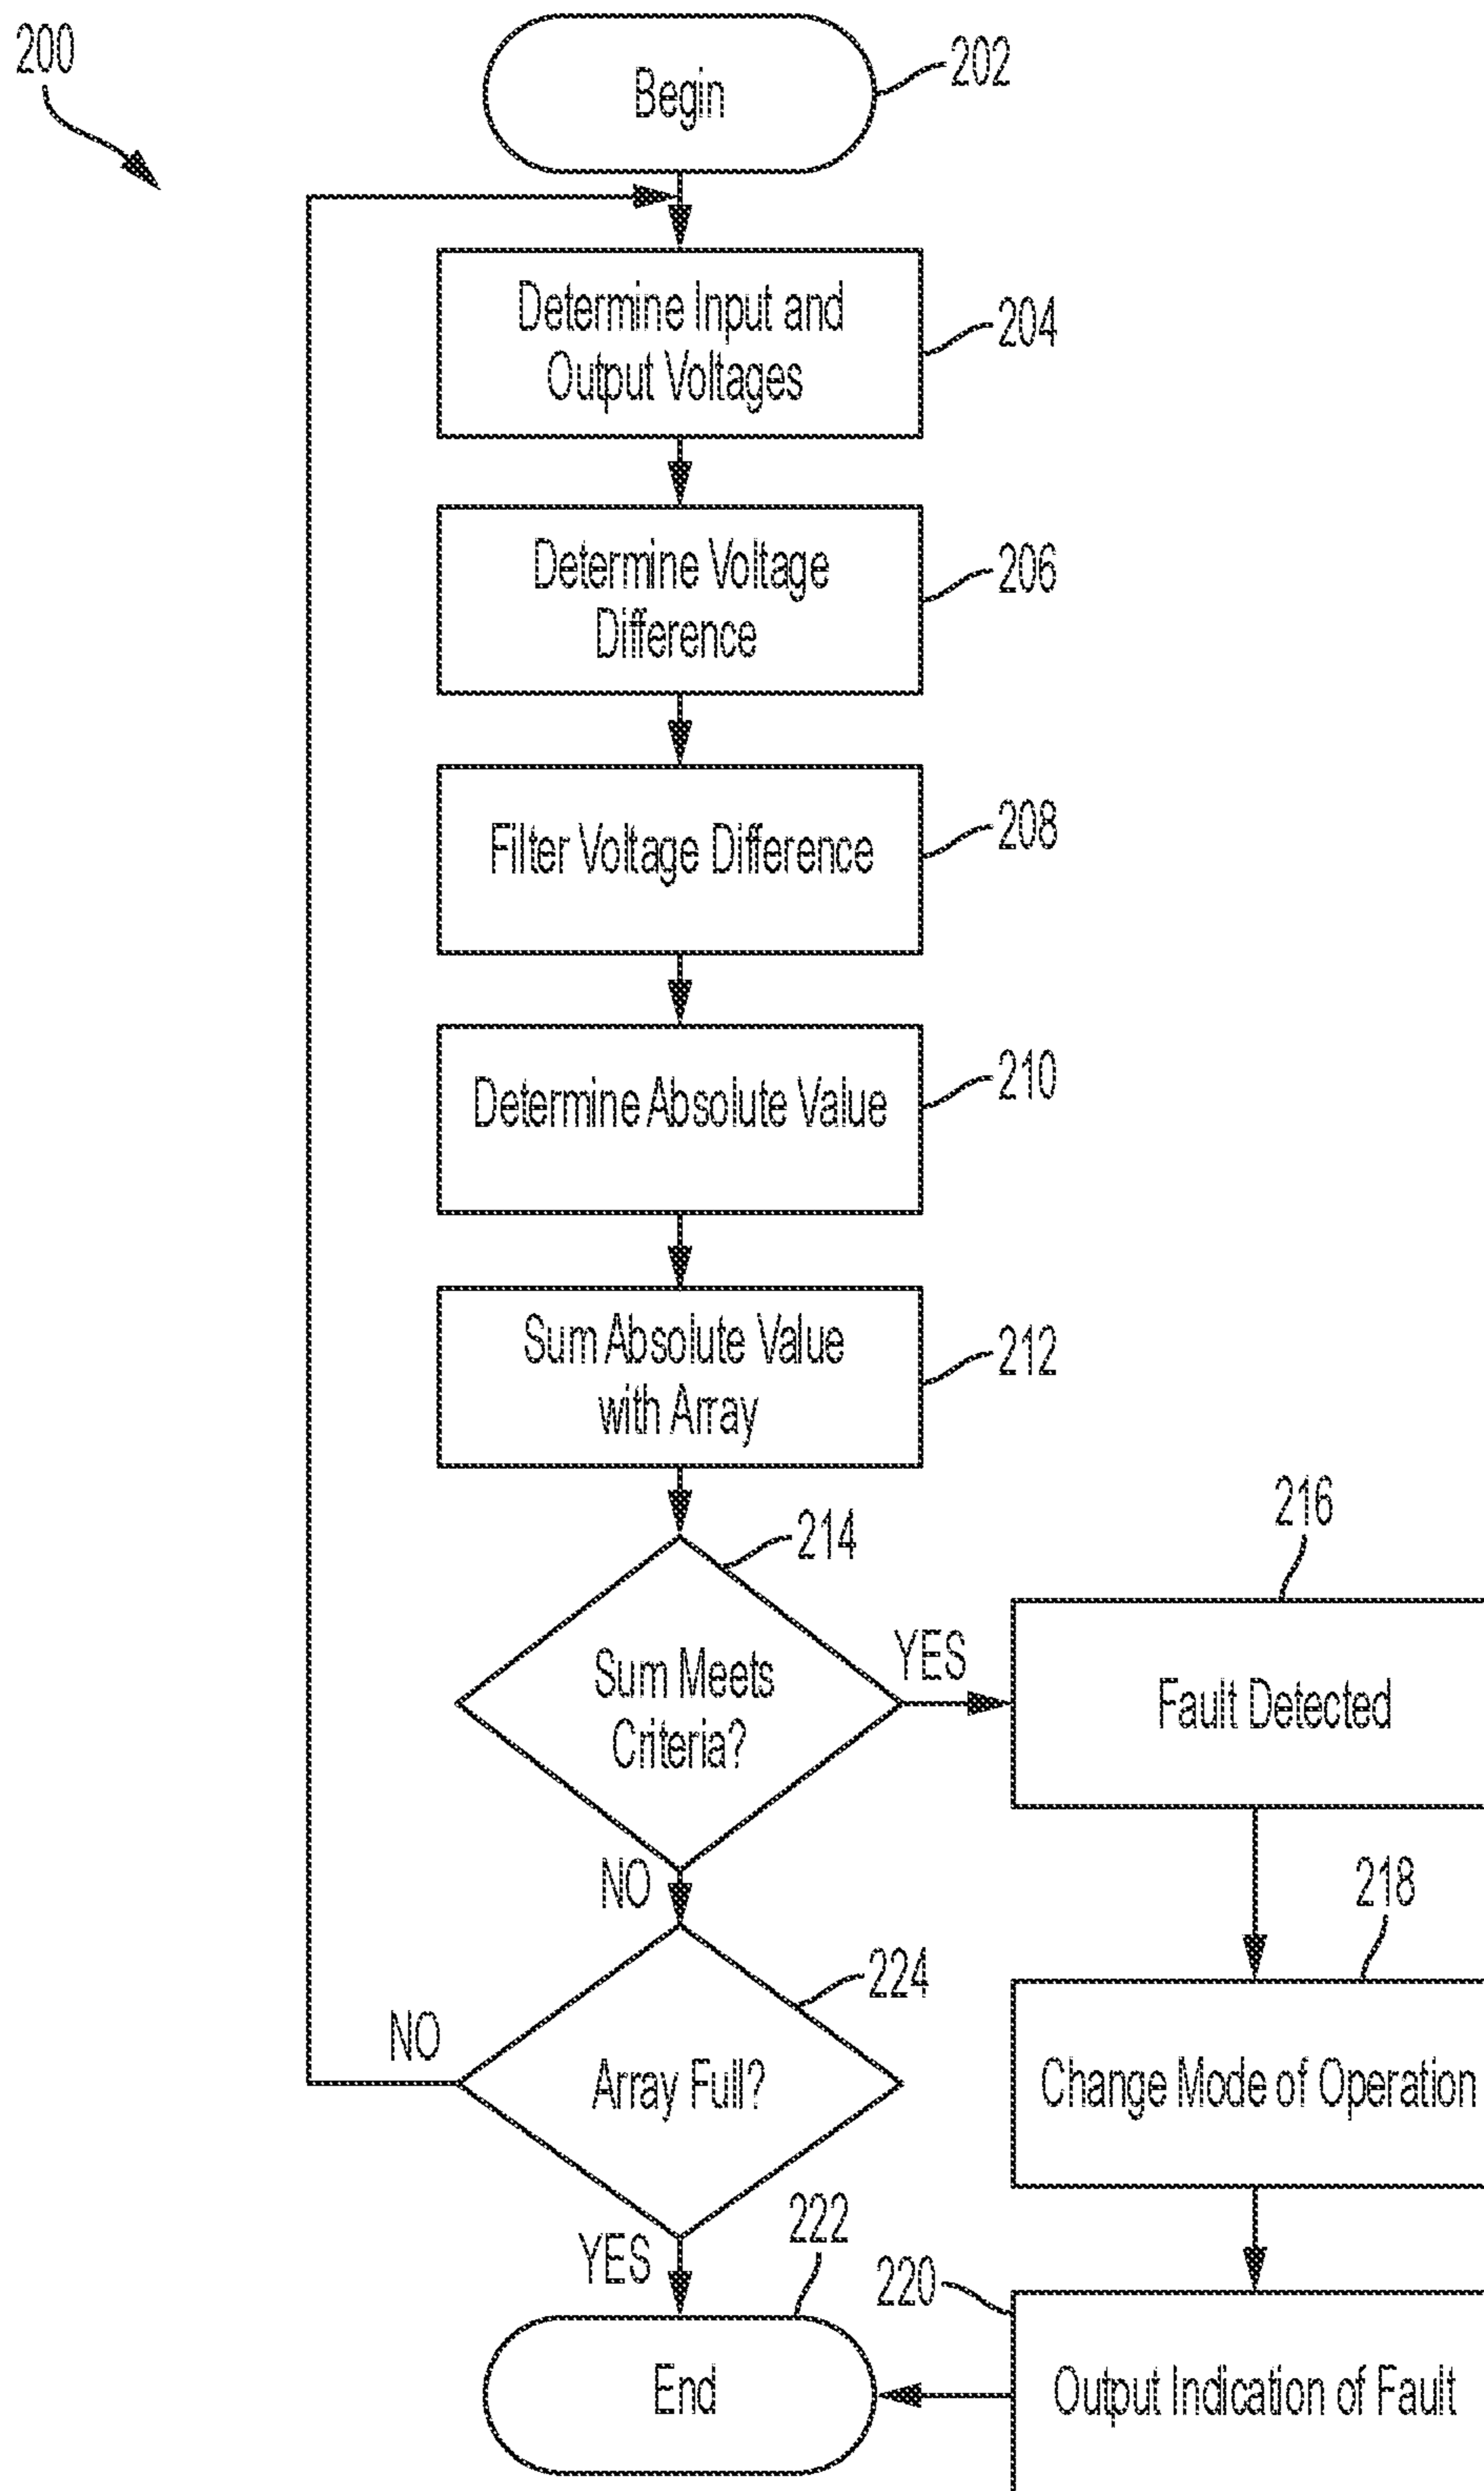 200
Begin
202
Determine Input and
Output Voltages
204
Determine Voltage
Difference
206
Filter Voltage Difference
208
Determine Absolute Value
210
Sum Absolute Value
with Array
212
214
Sum Meets
Criteria?
YES
216
Fault Detected
NO
218
Change Mode of Operation
224
Array Full?
NO
YES
222
End
220
Output Indication of Fault